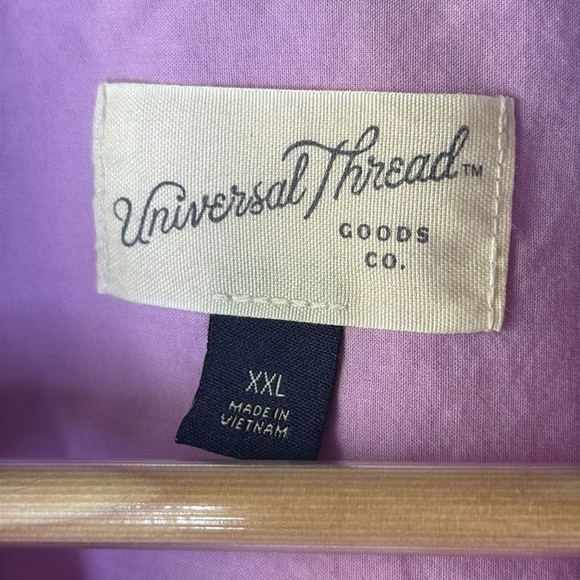 Universal Thread™
GOODS
CO.
XXL
MADE IN
VIETNAM